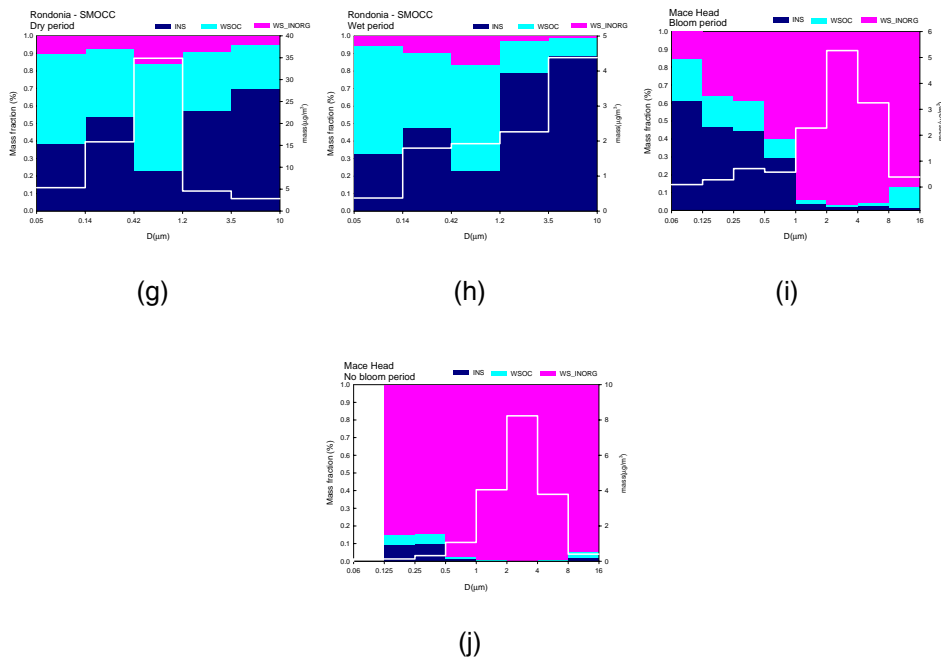 Rondonia - SMOCC
Dry period
INS WSOC WS_INORG
Mass fraction (%)
1.0
0.9
0.8
0.7
0.6
0.5
0.4
0.3
0.2
0.1
0.0
40
35
30
25
20
15
10
5
0
mass(μg/m³)
0.05 0.14 0.42 1.2 3.5 10
D(μm)
(g)
Rondonia - SMOCC
Wet period
INS WSOC WS_INORG
Mass fraction (%)
1.0
0.9
0.8
0.7
0.6
0.5
0.4
0.3
0.2
0.1
0.0
5
4
3
2
1
0
mass(μg/m³)
0.05 0.14 0.42 1.2 3.5 10
D(μm)
(h)
Mace Head
Bloom period
INS WSOC WS_INORG
Mass fraction (%)
1.0
0.9
0.8
0.7
0.6
0.5
0.4
0.3
0.2
0.1
0.0
6
5
4
3
2
1
0
mass(μg/m³)
0.06 0.125 0.25 0.5 1 2 4 8 16
D(μm)
(i)
Mace Head
No bloom period
INS WSOC WS_INORG
Mass fraction (%)
1.0
0.9
0.8
0.7
0.6
0.5
0.4
0.3
0.2
0.1
0.0
10
8
6
4
2
0
mass(μg/m³)
0.06 0.125 0.25 0.5 1 2 4 8 16
D(μm)
(j)